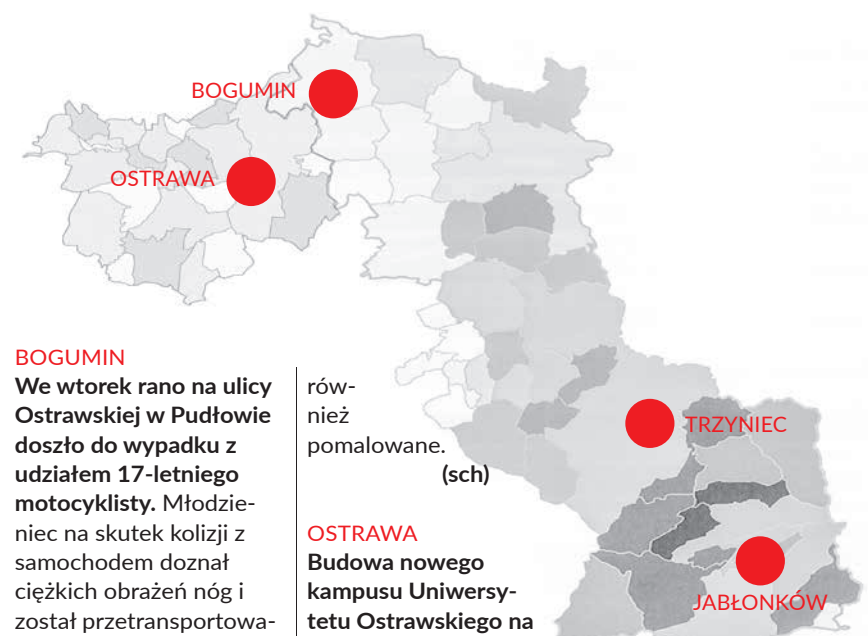 BOGUMIN
OSTRAWA
TRZYNIEC
JABŁONKÓW
BOGUMIN
We wtorek rano na ulicy
Ostrawskiej w Pudłowie
doszło do wypadku z
udziałem 17-letniego
motocyklisty. Młodzie-
niec na skutek kolizji z
samochodem doznał
ciężkich obrażeń nóg i
został przetransportowa-
rów-
nież
pomalowane.
(sch)
OSTRAWA
Budowa nowego
kampusu Uniwersy-
tetu Ostrawskiego na